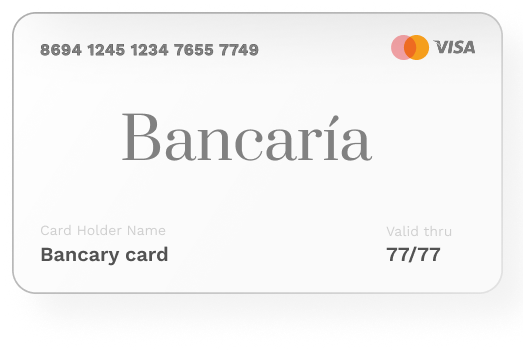 8694 1245 1234 7655 7749
VISA
Bancaría
Card Holder Name
Valid thru
Bancary card
77/77